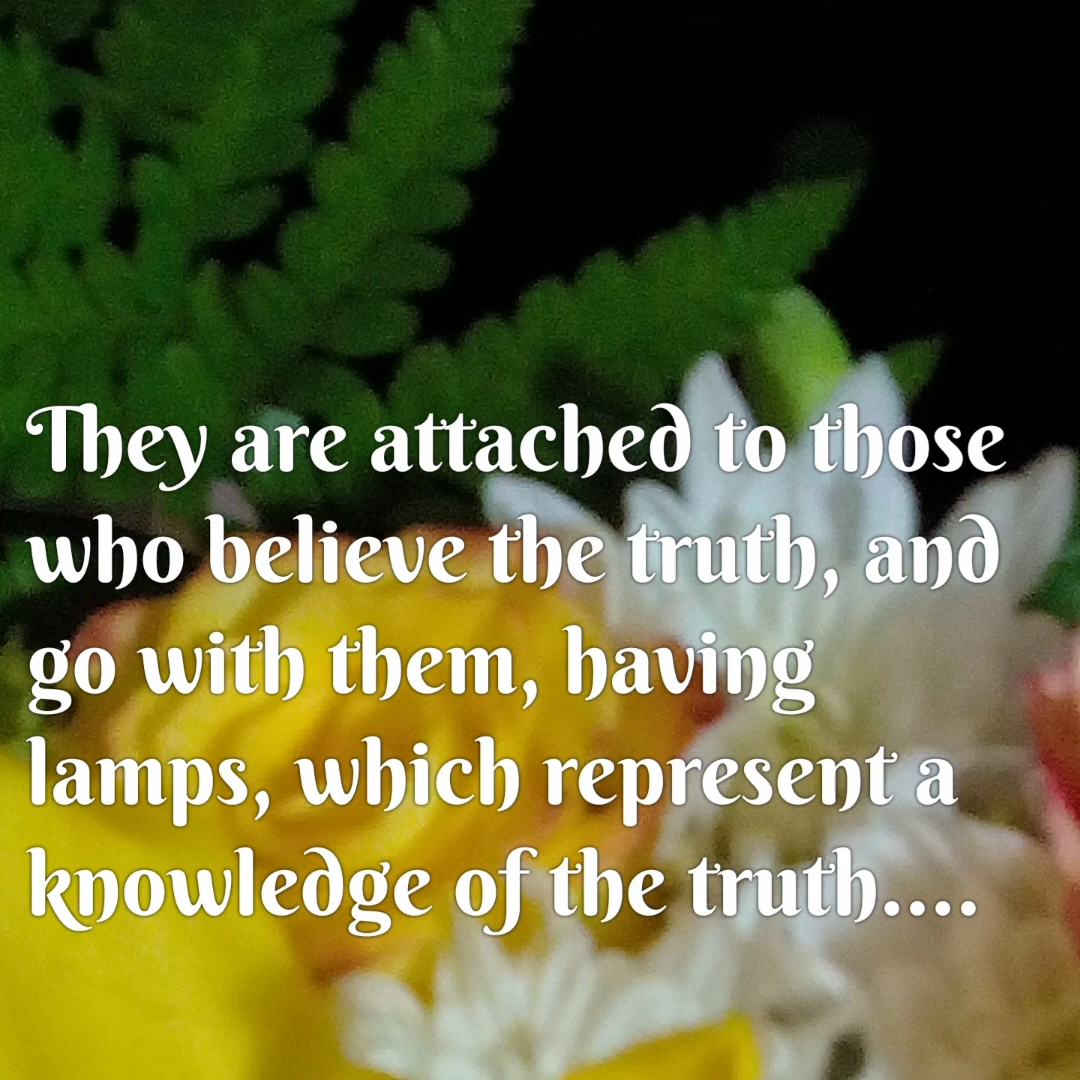 They are attached to those
who believe the truth, and
go with them, having
lamps, which represent a
knowledge of the truth....